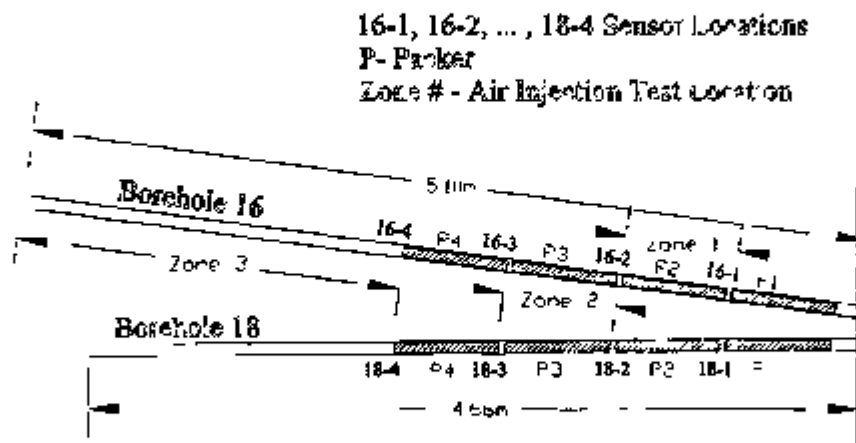 16-1, 16-2, ... , 18-4 Sensor Locations
P- Packer
Zone # - Air Injection Test Location
Borehole 16
16-4 P4 16-3 P3 16-2 P2 16-1
Zone 1
Zone 3
Zone 2
Borehole 18
18-4 P4 18-3 P3 18-2 P2 18-1